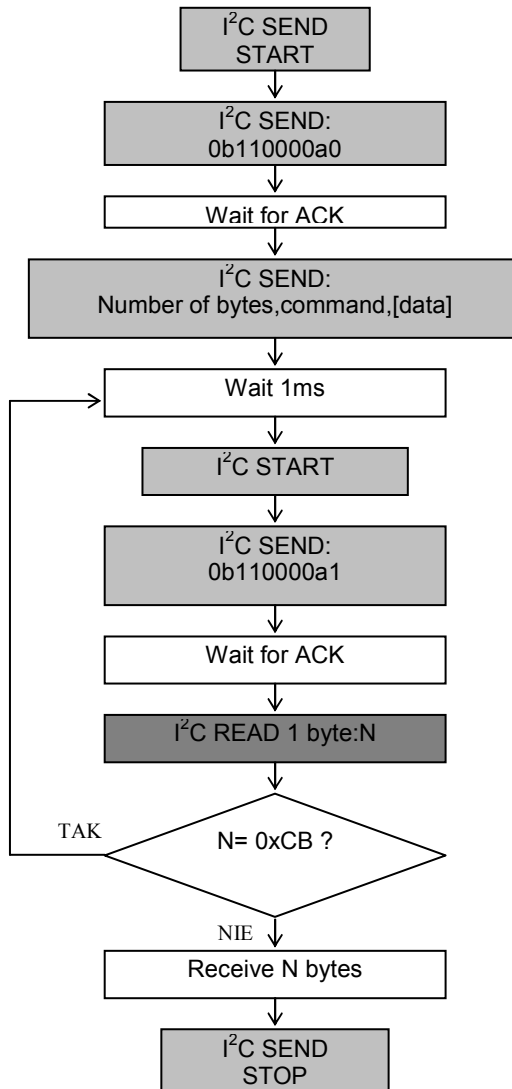 I²C SEND
START
I²C SEND:
0b110000a0
Wait for ACK
I²C SEND:
Number of bytes,command,[data]
Wait 1ms
I²C START
I²C SEND:
0b110000a1
Wait for ACK
I²C READ 1 byte:N
TAK
N= 0xCB ?
NIE
Receive N bytes
I²C SEND
STOP